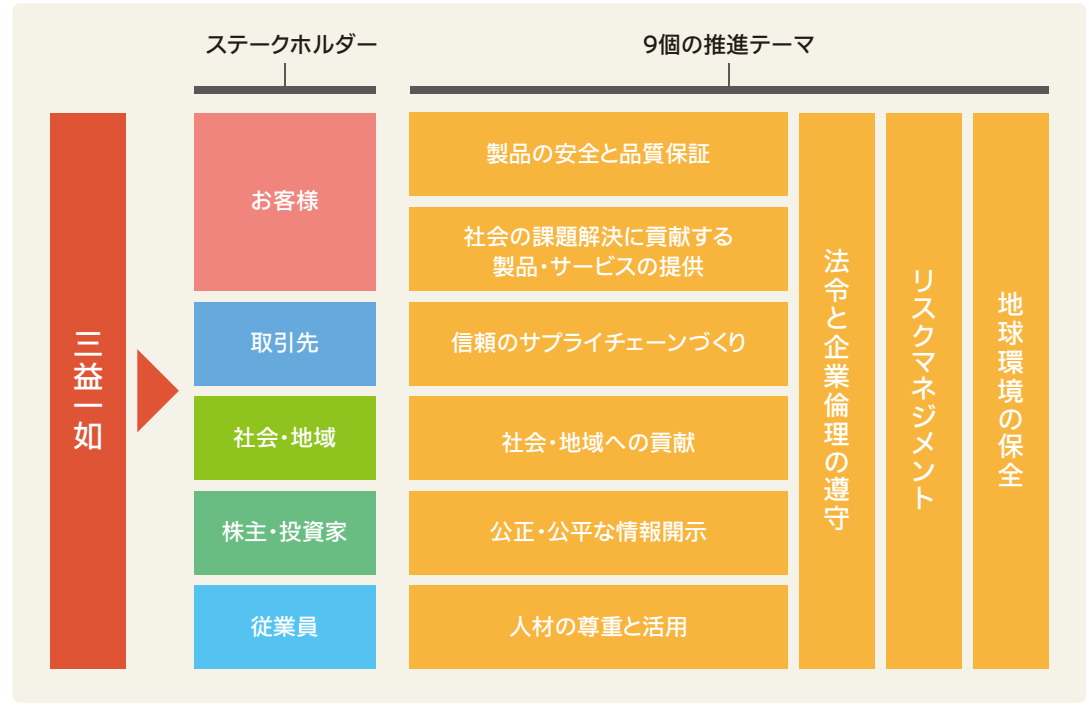 ステークホルダー
9個の推進テーマ
三益一如
お客様
製品の安全と品質保証
社会の課題解決に貢献する
製品・サービスの提供
取引先
信頼のサプライチェーンづくり
社会・地域
社会・地域への貢献
株主・投資家
公正・公平な情報開示
従業員
人材の尊重と活用
法令と企業倫理の遵守
リスクマネジメント
地球環境の保全